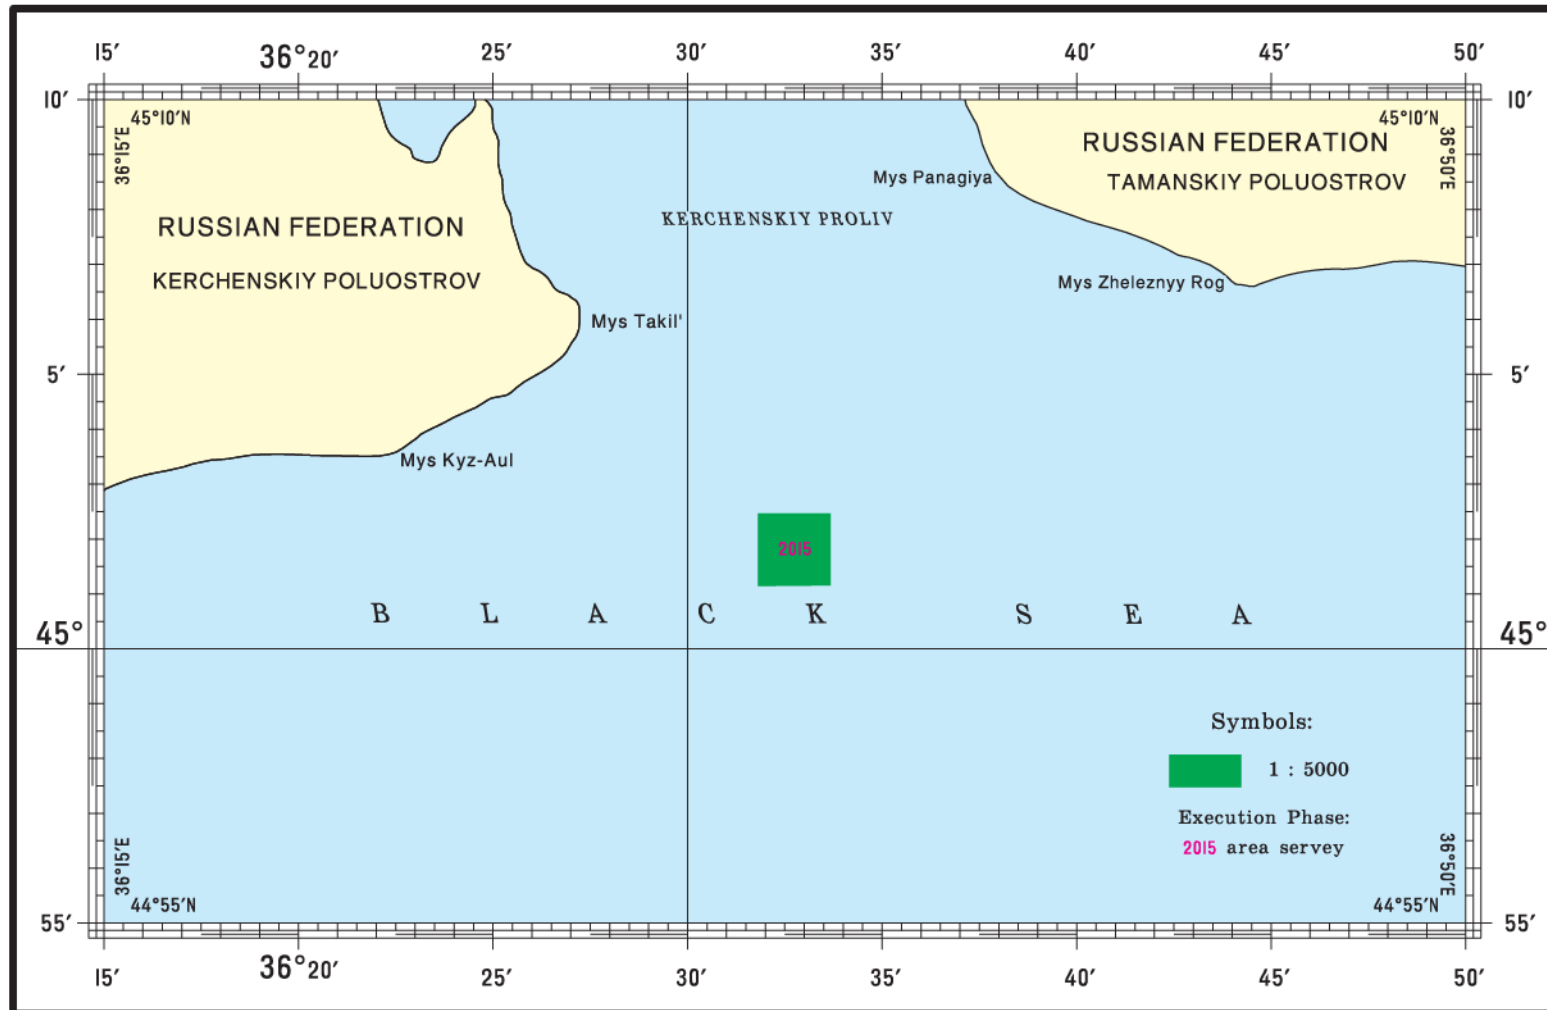 15′ 36°20′ 25′ 30′ 35′ 40′ 45′ 50′
10′ 10′
45°10′N 45°10′N
36°15′E 36°50′E
RUSSIAN FEDERATION
TAMANSKIY POLUOSTROV
Mys Panagiya
KERCHENSKIY PROLIV
RUSSIAN FEDERATION
KERCHENSKIY POLUOSTROV
Mys Zheleznyy Rog
Mys Takil'
5′ 5′
Mys Kyz-Aul
2015
BLACK SEA
45° 45°
Symbols:
1 : 5000
Execution Phase:
2015 area servey
36°15′E 36°50′E
44°55′N 44°55′N
55′ 55′
15′ 36°20′ 25′ 30′ 35′ 40′ 45′ 50′